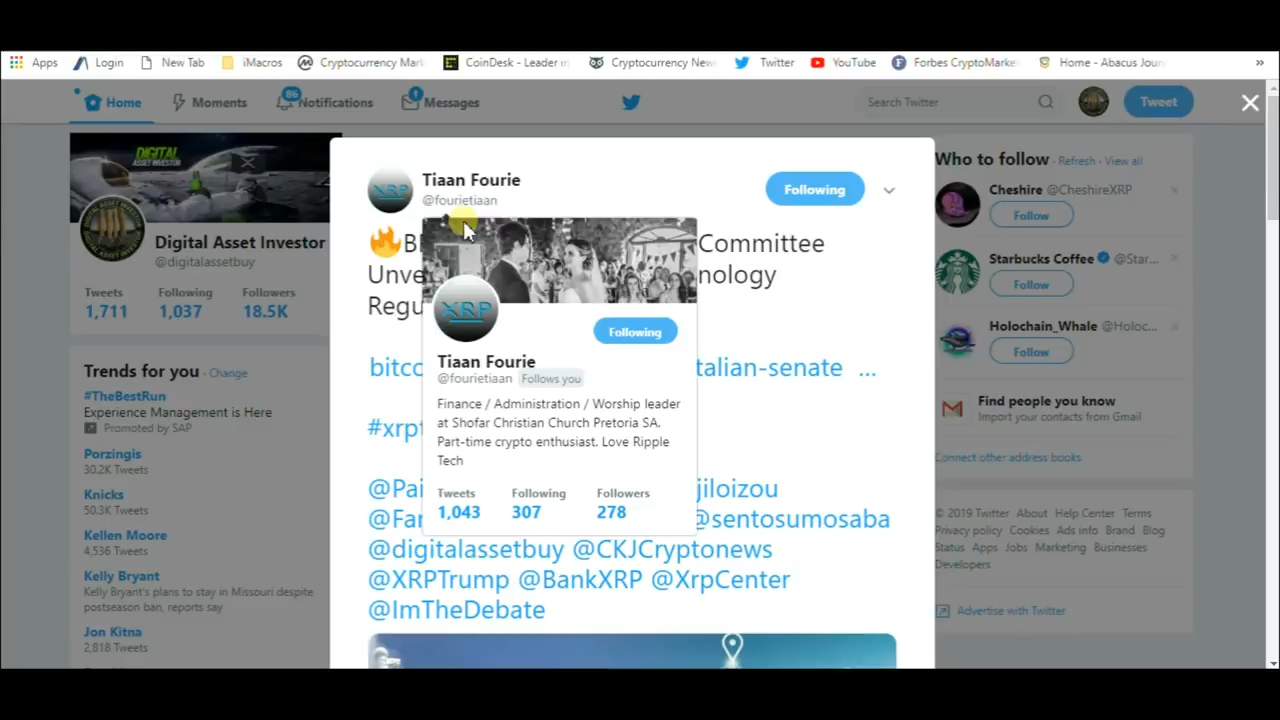 Apps
Login
New Tab
iMacros
Cryptocurrency Mark
CoinDesk - Leader in
Cryptocurrency New
Twitter
YouTube
Forbes CryptoMarke
Home - Abacus Jour
»
Home
Moments
86
Notifications
1
Messages
Search Twitter
Tweet
DIGITAL
ASSET INVESTOR
Digital Asset Investor
@digitalassetbuy
Tweets Following Followers
1,711 1,037 18.5K
Trends for you · Change
#TheBestRun
Experience Management is Here
Promoted by SAP
Porzingis
30.2K Tweets
Knicks
50.3K Tweets
Kellen Moore
4,536 Tweets
Kelly Bryant
Kelly Bryant's plans to stay in Missouri despite
postseason ban, reports say
Jon Kitna
2,818 Tweets
XRP
Tiaan Fourie
@fourietiaan
Following
Committee
Unve
nology
Regu
bitco
talian-senate ...
#xrp
@Pai
jiloizou
@Far
@sentosumosaba
@digitalassetbuy @CKJCryptonews
@XRPTrump @BankXRP @XrpCenter
@ImTheDebate
XRP
Following
Tiaan Fourie
@fourietiaan Follows you
Finance / Administration / Worship leader
at Shofar Christian Church Pretoria SA.
Part-time crypto enthusiast. Love Ripple
Tech
Tweets Following Followers
1,043 307 278
Who to follow · Refresh · View all
Cheshire @CheshireXRP
Follow
Starbucks Coffee @Star...
Follow
Holochain_Whale @Holoc...
Follow
Find people you know
Import your contacts from Gmail
Connect other address books
© 2019 Twitter About Help Center Terms
Privacy policy Cookies Ads info Brand Blog
Status Apps Jobs Marketing Businesses
Developers
Advertise with Twitter